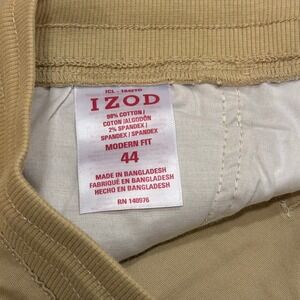 IZOD
98% COTTON/
COTON /ALGODÓN
2% SPANDEX/
SPANDEX / SPANDEX
MODERN FIT
44
MADE IN BANGLADESH
FABRIQUÉ EN BANGLADESH
HECHO EN BANGLADESH
RN 140976